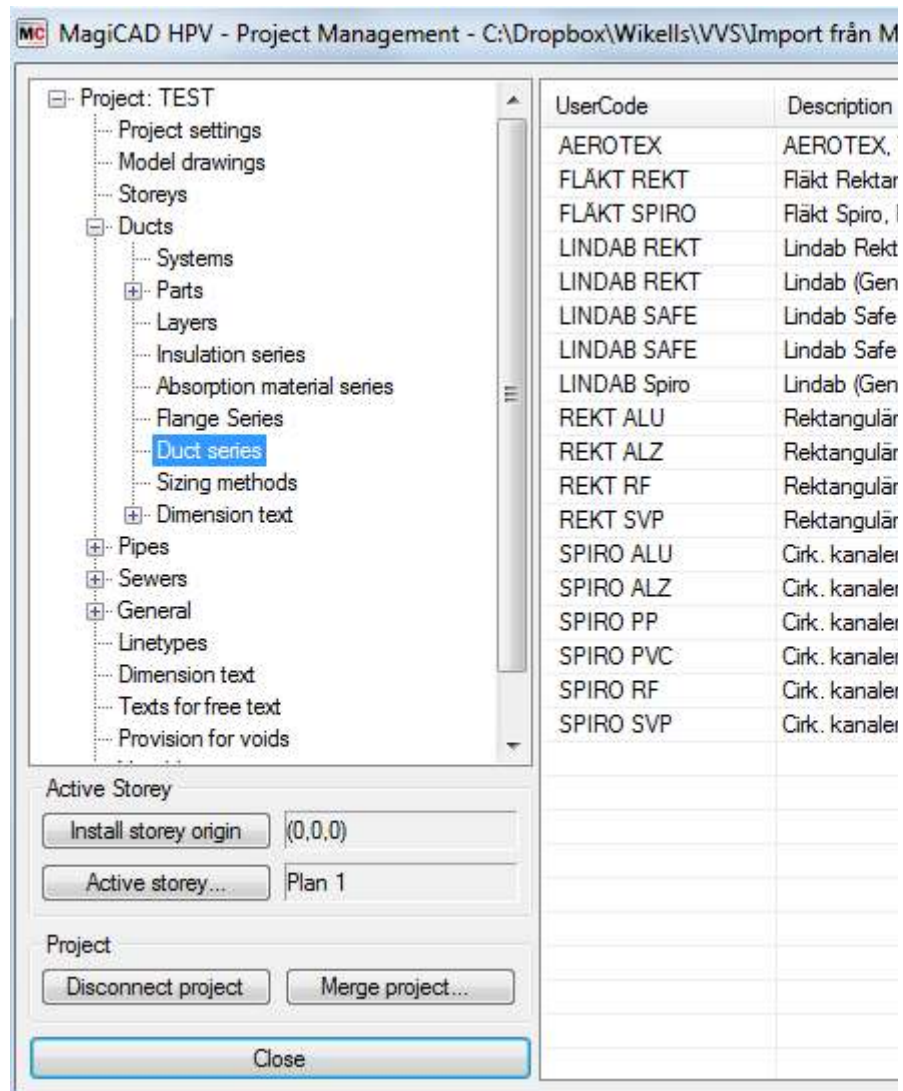 MC MagiCAD HPV - Project Management - C:\Dropbox\Wikells\VVS\Import från M
Project: TEST
Project settings
Model drawings
Storeys
Ducts
Systems
Parts
Layers
Insulation series
Absorption material series
Flange Series
Duct series
Sizing methods
Dimension text
Pipes
Sewers
General
Linetypes
Dimension text
Texts for free text
Provision for voids
Active Storey
Install storey origin (0,0,0)
Active storey... Plan 1
Project
Disconnect project Merge project...
Close
UserCode Description
AEROTEX AEROTEX,
FLÄKT REKT Fläkt Rektan
FLÄKT SPIRO Fläkt Spiro,
LINDAB REKT Lindab Rekt
LINDAB REKT Lindab (Gen
LINDAB SAFE Lindab Safe
LINDAB SAFE Lindab Safe
LINDAB Spiro Lindab (Gen
REKT ALU Rektangulär
REKT ALZ Rektangulär
REKT RF Rektangulär
REKT SVP Rektangulär
SPIRO ALU Cirk. kanaler
SPIRO ALZ Cirk. kanaler
SPIRO PP Cirk. kanaler
SPIRO PVC Cirk. kanaler
SPIRO RF Cirk. kanaler
SPIRO SVP Cirk. kanaler